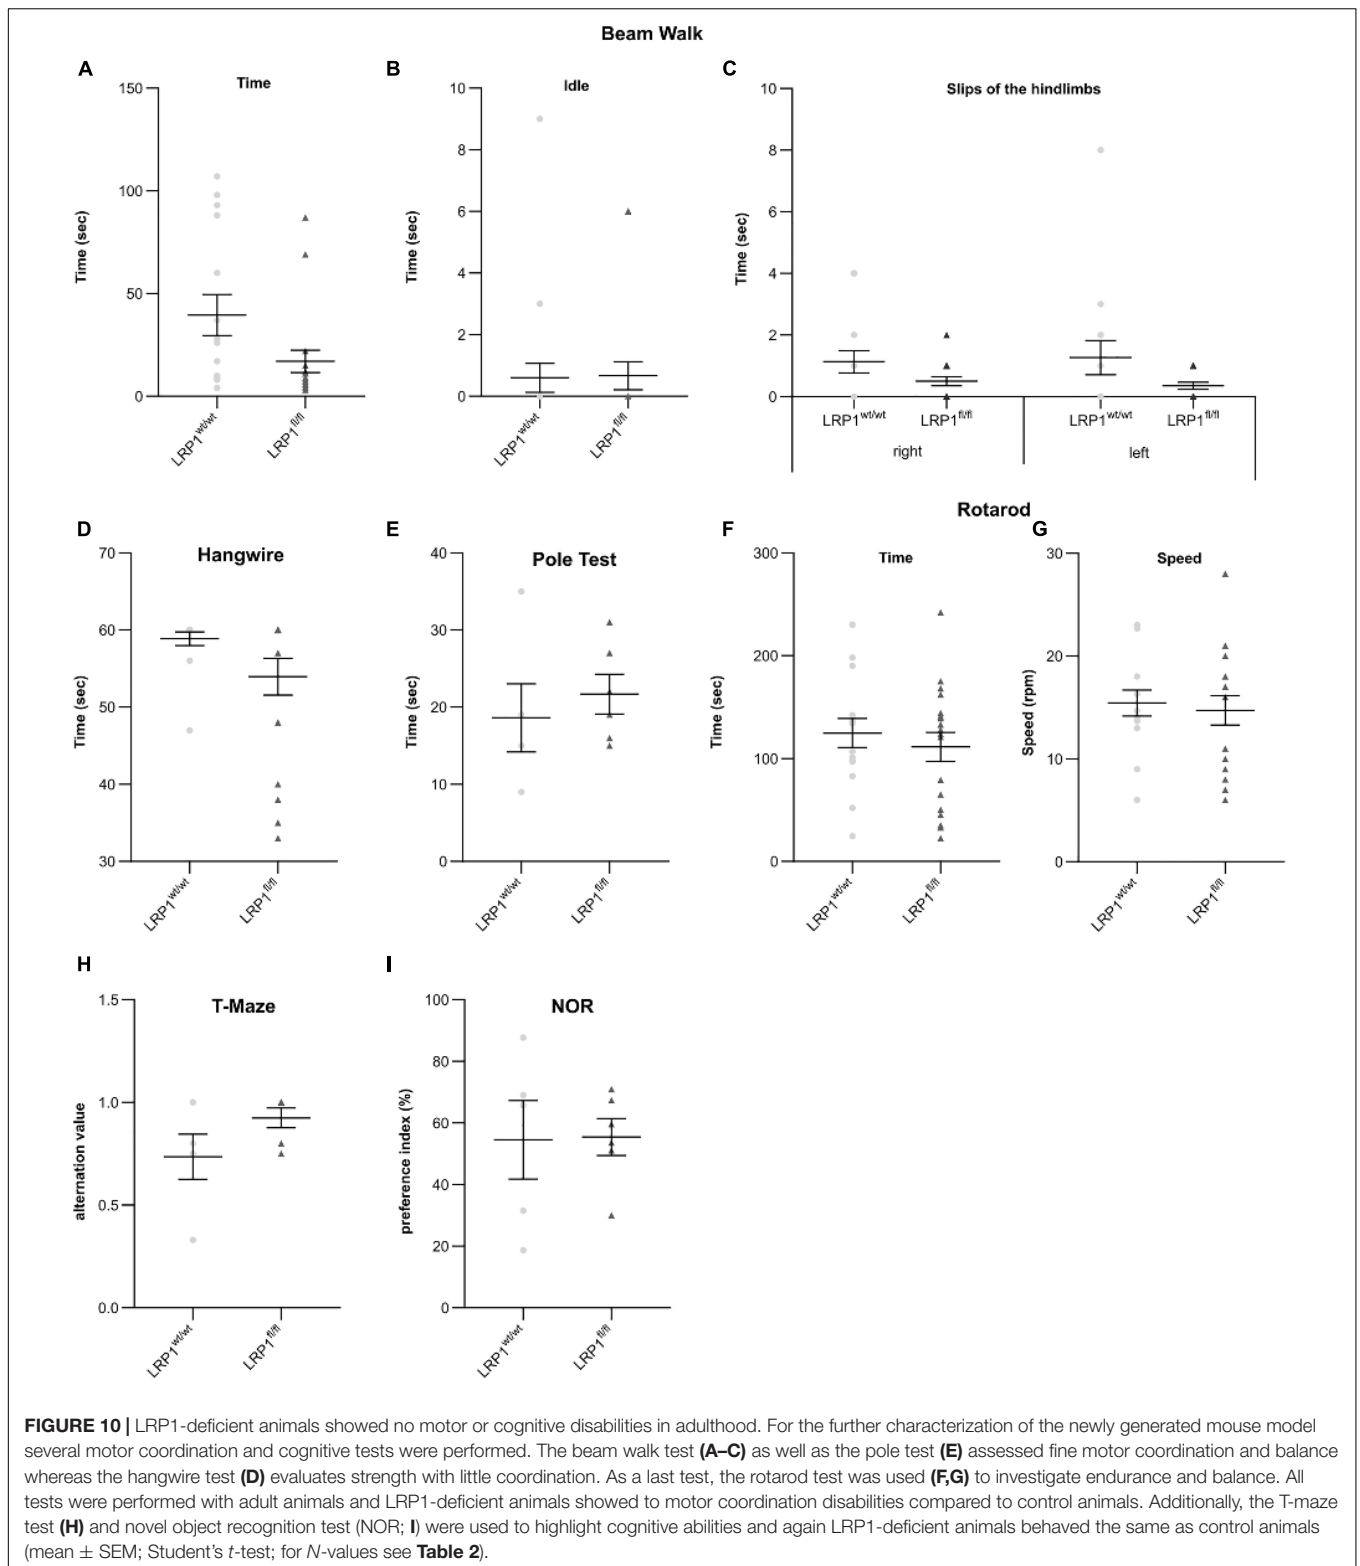 Beam Walk
A
Time
150
100
50
0
Time (sec)
LRP1wt/wt
LRP1fl/fl
B
Idle
10
8
6
4
2
0
Time (sec)
LRP1wt/wt
LRP1fl/fl
C
Slips of the hindlimbs
10
8
6
4
2
0
Time (sec)
LRP1wt/wt
LRP1fl/fl
LRP1wt/wt
LRP1fl/fl
right
left
D
Hangwire
70
60
50
40
30
Time (sec)
LRP1wt/wt
LRP1fl/fl
E
Pole Test
40
30
20
10
0
Time (sec)
LRP1wt/wt
LRP1fl/fl
Rotarod
F
Time
300
200
100
0
Time (sec)
LRP1wt/wt
LRP1fl/fl
G
Speed
30
20
10
0
Speed (rpm)
LRP1wt/wt
LRP1fl/fl
H
T-Maze
1.5
1.0
0.5
0.0
alternation value
LRP1wt/wt
LRP1fl/fl
I
NOR
100
80
60
40
20
0
preference index (%)
LRP1wt/wt
LRP1fl/fl
FIGURE 10 | LRP1-deficient animals showed no motor or cognitive disabilities in adulthood. For the further characterization of the newly generated mouse model
several motor coordination and cognitive tests were performed. The beam walk test (A–C) as well as the pole test (E) assessed fine motor coordination and balance
whereas the hangwire test (D) evaluates strength with little coordination. As a last test, the rotarod test was used (F,G) to investigate endurance and balance. All
tests were performed with adult animals and LRP1-deficient animals showed to motor coordination disabilities compared to control animals. Additionally, the T-maze
test (H) and novel object recognition test (NOR; I) were used to highlight cognitive abilities and again LRP1-deficient animals behaved the same as control animals
(mean ± SEM; Student's t-test; for N-values see Table 2).